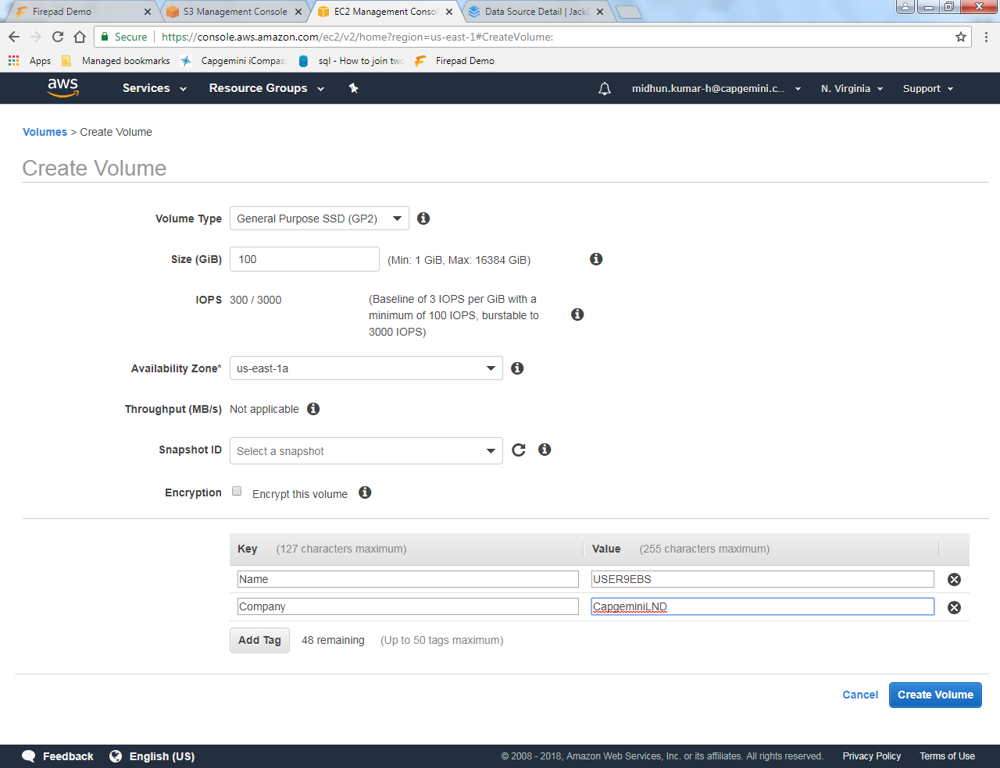 Firepad Demo
S3 Management Console
EC2 Management Consol
Data Source Detail | Jack
Secure
https://console.aws.amazon.com/ec2/v2/home?region=us-east-1#CreateVolume:
Apps
Managed bookmarks
Capgemini iCompas
sql - How to join two
Firepad Demo
aws
Services
Resource Groups
midhun.kumar-h@capgemini.c...
N. Virginia
Support
Volumes > Create Volume
Create Volume
Volume Type
General Purpose SSD (GP2)
Size (GiB)
100
(Min: 1 GiB, Max: 16384 GiB)
IOPS
300 / 3000
(Baseline of 3 IOPS per GiB with a
minimum of 100 IOPS, burstable to
3000 IOPS)
Availability Zone*
us-east-1a
Throughput (MB/s)
Not applicable
Snapshot ID
Select a snapshot
Encryption
Encrypt this volume
Key (127 characters maximum)
Value (255 characters maximum)
Name
USER9EBS
Company
CapgeminiLND
Add Tag
48 remaining
(Up to 50 tags maximum)
Cancel
Create Volume
Feedback
English (US)
© 2008 - 2018, Amazon Web Services, Inc. or its affiliates. All rights reserved.
Privacy Policy
Terms of Use